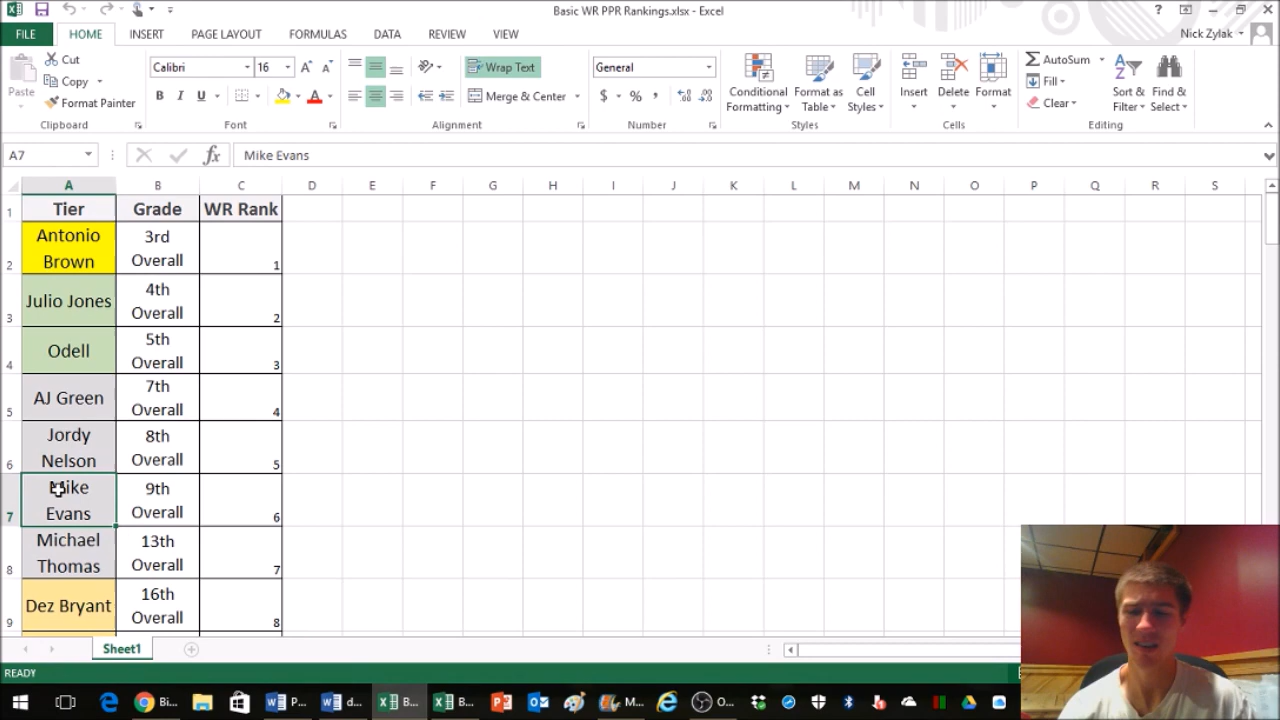 Basic WR PPR Rankings.xlsx - Excel
FILE HOME INSERT PAGE LAYOUT FORMULAS DATA REVIEW VIEW Nick Zylak
Cut
Copy
Format Painter
Paste
Clipboard
Calibri 16
B I U
Font
Wrap Text
Merge & Center
Alignment
General
$ % ,
Number
Conditional Formatting
Format as Table
Cell Styles
Styles
Insert Delete Format
Cells
AutoSum
Fill
Clear
Sort & Filter
Find & Select
Editing
A7 fx Mike Evans
A B C D E F G H I J K L M N O P Q R S
1 Tier Grade WR Rank
2 Antonio Brown 3rd Overall 1
3 Julio Jones 4th Overall 2
4 Odell 5th Overall 3
5 AJ Green 7th Overall 4
6 Jordy Nelson 8th Overall 5
7 Mike Evans 9th Overall 6
8 Michael Thomas 13th Overall 7
9 Dez Bryant 16th Overall 8
Sheet1
READY
Bi... P... d... B... B... M... O...